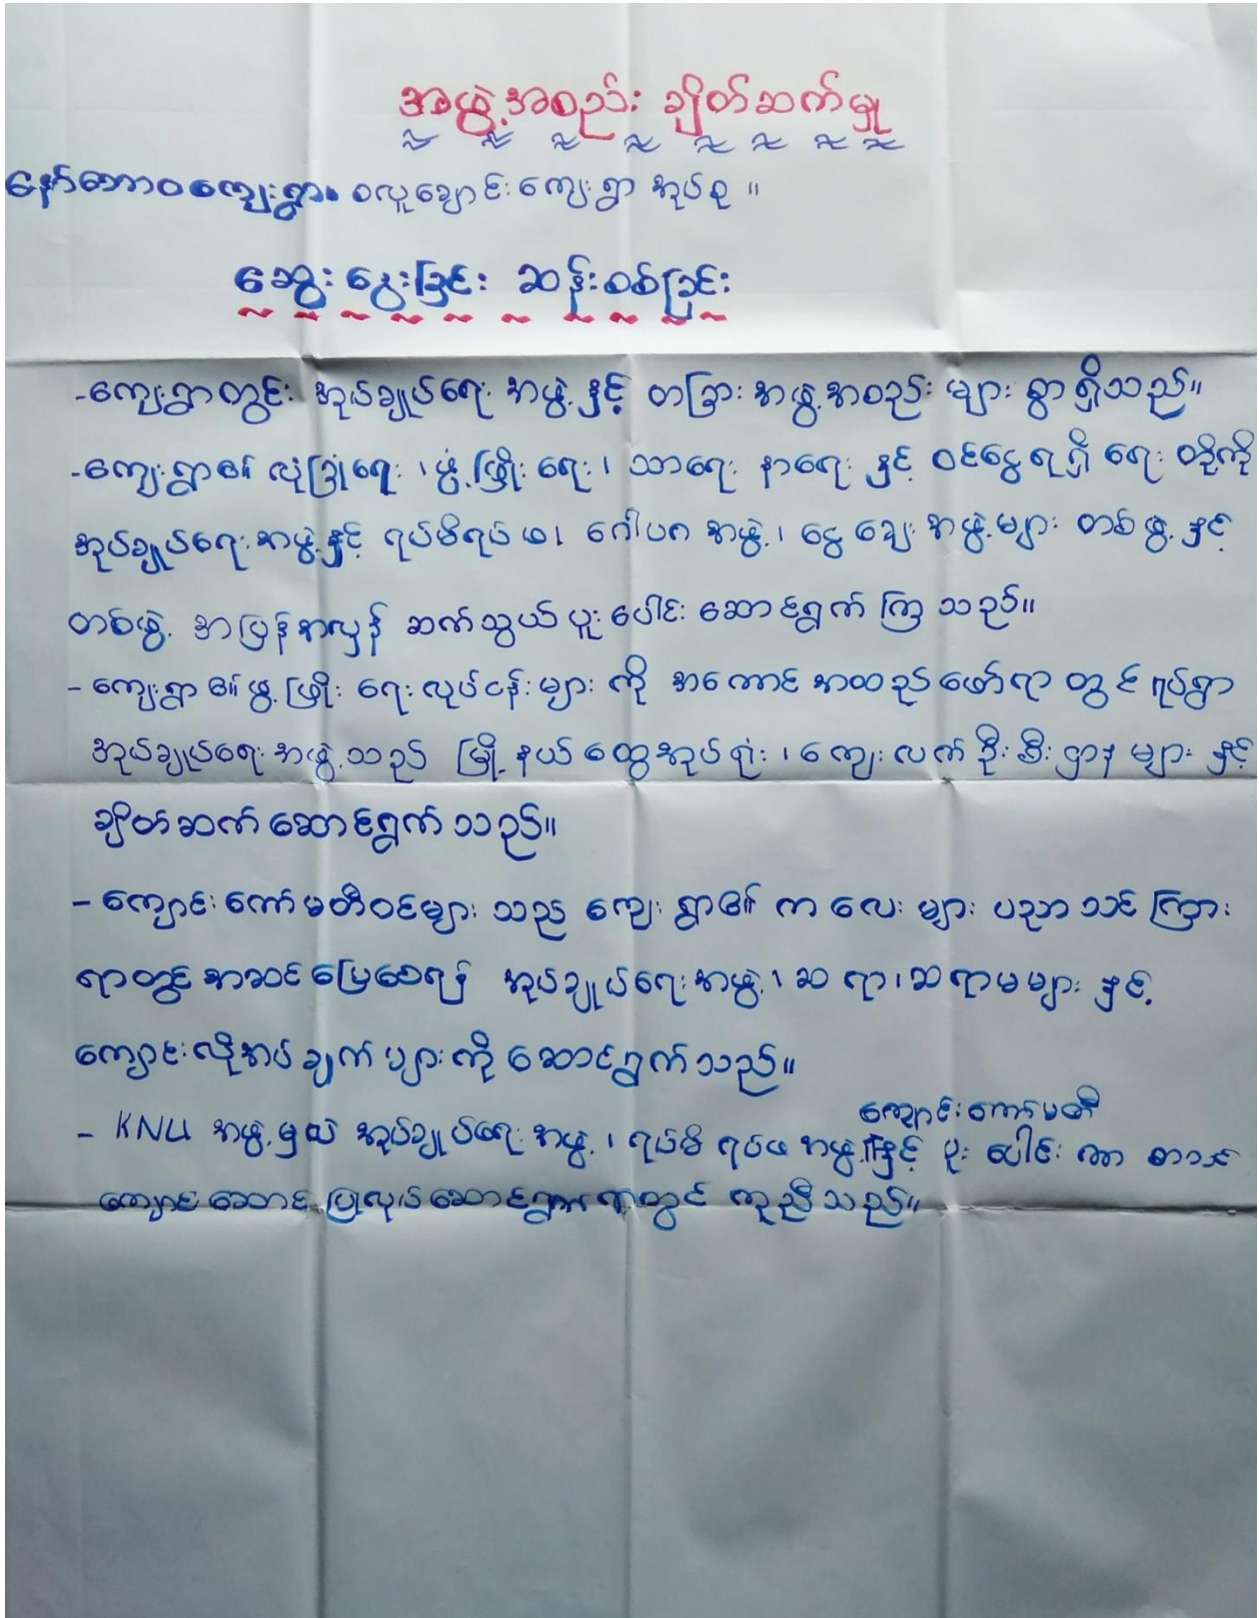 အဖွဲ့အစည်း ချိတ်ဆက်မှု
နော်တောဝကျေးရွာ၊ ဝလူချောင်းကျေးရွာ အုပ်စု ။
ဆွေးနွေးခြင်း ဆန်းစစ်ခြင်း
-ကျေးရွာတွင်း အုပ်ချုပ်ရေး အဖွဲ့နှင့် တခြား အဖွဲ့အစည်း များ စွာ ရှိသည်။
-ကျေးရွာ၏ လုံခြုံရေး ၊ ဖွံ့ဖြိုး ရေး ၊ သာရေး နာရေး နှင့် ဝင်ငွေ ရရှိ ရေး တို့ကို
အုပ်ချုပ်ရေး အဖွဲ့နှင့် ရပ်မိရပ်ဖ၊ ဂေါပက အဖွဲ့ ၊ ငွေချေး အဖွဲ့များ တစ်ဖွဲ့ နှင့်
တစ်ဖွဲ့ အပြန်အလှန် ဆက်သွယ် ပူးပေါင်း ဆောင်ရွက် ကြ သည်။
- ကျေးရွာ ၏ ဖွံ့ဖြိုး ရေး လုပ်ငန်း များ ကို အကောင်အထည်ဖော်ရာ တွင် ရပ်ရွာ
အုပ်ချုပ်ရေး အဖွဲ့သည် မြို့နယ် ထွေအုပ်ရုံး ၊ ကျေးလက် ဦးစီး ဌာန များ နှင့်
ချိတ်ဆက် ဆောင်ရွက် သည်။
- ကျောင်း ကော်မတီဝင်များ သည် ကျေးရွာ၏ က လေး များ ပညာ သင် ကြား
ရာတွင် အဆင်ပြေစေရန် အုပ်ချုပ်ရေး အဖွဲ့ ၊ ဆရာ ၊ ဆရာမများ နှင့်
ကျောင်း လိုအပ် ချက် များကို ဆောင်ရွက် သည်။
ကျောင်းကော်မတီ
- KNU အဖွဲ့မှလဲ အုပ်ချုပ်ရေး အဖွဲ့ ၊ ရပ်မိ ရပ်ဖ အဖွဲ့ နှင့် ပူးပေါင်း ကာ စာသင်
ကျောင်း ဆောင် ပြုလုပ် ဆောင်ရွက် ရာတွင် ကူညီ သည်။